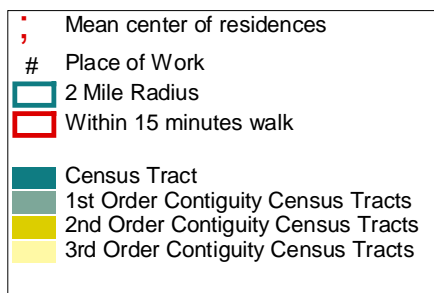 ; Mean center of residences
# Place of Work
2 Mile Radius
Within 15 minutes walk
Census Tract
1st Order Contiguity Census Tracts
2nd Order Contiguity Census Tracts
3rd Order Contiguity Census Tracts